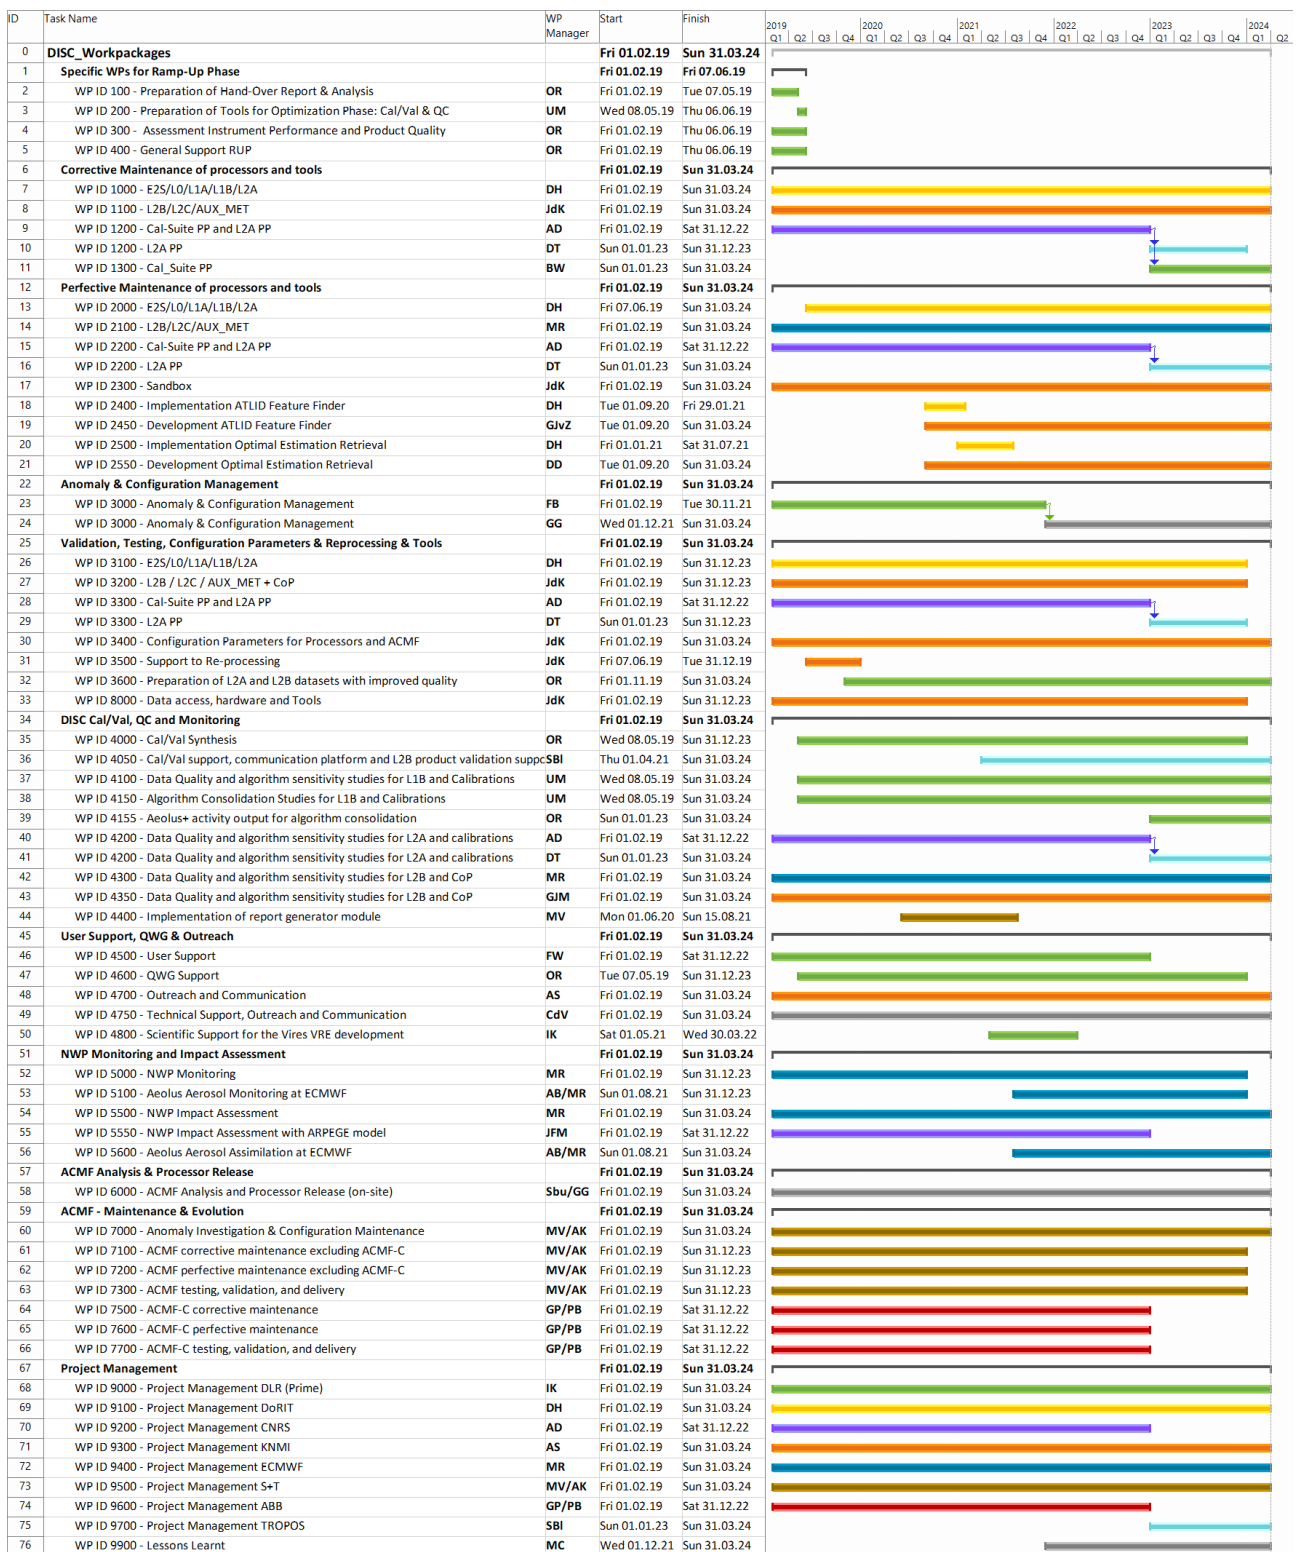 ID Task Name WP Manager Start Finish 2019 2020 2021 2022 2023 2024
Q1 Q2 Q3 Q4 Q1 Q2 Q3 Q4 Q1 Q2 Q3 Q4 Q1 Q2 Q3 Q4 Q1 Q2 Q3 Q4 Q1 Q2
0 DISC_Workpackages Fri 01.02.19 Sun 31.03.24
1 Specific WPs for Ramp-Up Phase Fri 01.02.19 Fri 07.06.19
2 WP ID 100 - Preparation of Hand-Over Report & Analysis OR Fri 01.02.19 Tue 07.05.19
3 WP ID 200 - Preparation of Tools for Optimization Phase: Cal/Val & QC UM Wed 08.05.19 Thu 06.06.19
4 WP ID 300 - Assessment Instrument Performance and Product Quality OR Fri 01.02.19 Thu 06.06.19
5 WP ID 400 - General Support RUP OR Fri 01.02.19 Thu 06.06.19
6 Corrective Maintenance of processors and tools Fri 01.02.19 Sun 31.03.24
7 WP ID 1000 - E2S/L0/L1A/L1B/L2A DH Fri 01.02.19 Sun 31.03.24
8 WP ID 1100 - L2B/L2C/AUX_MET JdK Fri 01.02.19 Sun 31.03.24
9 WP ID 1200 - Cal-Suite PP and L2A PP AD Fri 01.02.19 Sat 31.12.22
10 WP ID 1200 - L2A PP DT Sun 01.01.23 Sun 31.12.23
11 WP ID 1300 - Cal_Suite PP BW Sun 01.01.23 Sun 31.03.24
12 Perfective Maintenance of processors and tools Fri 01.02.19 Sun 31.03.24
13 WP ID 2000 - E2S/L0/L1A/L1B/L2A DH Fri 07.06.19 Sun 31.03.24
14 WP ID 2100 - L2B/L2C/AUX_MET MR Fri 01.02.19 Sun 31.03.24
15 WP ID 2200 - Cal-Suite PP and L2A PP AD Fri 01.02.19 Sat 31.12.22
16 WP ID 2200 - L2A PP DT Sun 01.01.23 Sun 31.03.24
17 WP ID 2300 - Sandbox JdK Fri 01.02.19 Sun 31.03.24
18 WP ID 2400 - Implementation ATLID Feature Finder DH Tue 01.09.20 Fri 29.01.21
19 WP ID 2450 - Development ATLID Feature Finder GJvZ Tue 01.09.20 Sun 31.03.24
20 WP ID 2500 - Implementation Optimal Estimation Retrieval DH Fri 01.01.21 Sat 31.07.21
21 WP ID 2550 - Development Optimal Estimation Retrieval DD Tue 01.09.20 Sun 31.03.24
22 Anomaly & Configuration Management Fri 01.02.19 Sun 31.03.24
23 WP ID 3000 - Anomaly & Configuration Management FB Fri 01.02.19 Tue 30.11.21
24 WP ID 3000 - Anomaly & Configuration Management GG Wed 01.12.21 Sun 31.03.24
25 Validation, Testing, Configuration Parameters & Reprocessing & Tools Fri 01.02.19 Sun 31.03.24
26 WP ID 3100 - E2S/L0/L1A/L1B/L2A DH Fri 01.02.19 Sun 31.12.23
27 WP ID 3200 - L2B / L2C / AUX_MET + CoP JdK Fri 01.02.19 Sun 31.12.23
28 WP ID 3300 - Cal-Suite PP and L2A PP AD Fri 01.02.19 Sat 31.12.22
29 WP ID 3300 - L2A PP DT Sun 01.01.23 Sun 31.12.23
30 WP ID 3400 - Configuration Parameters for Processors and ACMF JdK Fri 01.02.19 Sun 31.03.24
31 WP ID 3500 - Support to Re-processing JdK Fri 07.06.19 Tue 31.12.19
32 WP ID 3600 - Preparation of L2A and L2B datasets with improved quality OR Fri 01.11.19 Sun 31.03.24
33 WP ID 8000 - Data access, hardware and Tools JdK Fri 01.02.19 Sun 31.12.23
34 DISC Cal/Val, QC and Monitoring Fri 01.02.19 Sun 31.03.24
35 WP ID 4000 - Cal/Val Synthesis OR Wed 08.05.19 Sun 31.12.23
36 WP ID 4050 - Cal/Val support, communication platform and L2B product validation suppc SBl Thu 01.04.21 Sun 31.03.24
37 WP ID 4100 - Data Quality and algorithm sensitivity studies for L1B and Calibrations UM Wed 08.05.19 Sun 31.03.24
38 WP ID 4150 - Algorithm Consolidation Studies for L1B and Calibrations UM Wed 08.05.19 Sun 31.03.24
39 WP ID 4155 - Aeolus+ activity output for algorithm consolidation OR Sun 01.01.23 Sun 31.03.24
40 WP ID 4200 - Data Quality and algorithm sensitivity studies for L2A and calibrations AD Fri 01.02.19 Sat 31.12.22
41 WP ID 4200 - Data Quality and algorithm sensitivity studies for L2A and calibrations DT Sun 01.01.23 Sun 31.03.24
42 WP ID 4300 - Data Quality and algorithm sensitivity studies for L2B and CoP MR Fri 01.02.19 Sun 31.03.24
43 WP ID 4350 - Data Quality and algorithm sensitivity studies for L2B and CoP GJM Fri 01.02.19 Sun 31.03.24
44 WP ID 4400 - Implementation of report generator module MV Mon 01.06.20 Sun 15.08.21
45 User Support, QWG & Outreach Fri 01.02.19 Sun 31.03.24
46 WP ID 4500 - User Support FW Fri 01.02.19 Sat 31.12.22
47 WP ID 4600 - QWG Support OR Tue 07.05.19 Sun 31.12.23
48 WP ID 4700 - Outreach and Communication AS Fri 01.02.19 Sun 31.03.24
49 WP ID 4750 - Technical Support, Outreach and Communication CdV Fri 01.02.19 Sun 31.03.24
50 WP ID 4800 - Scientific Support for the Vires VRE development IK Sat 01.05.21 Wed 30.03.22
51 NWP Monitoring and Impact Assessment Fri 01.02.19 Sun 31.03.24
52 WP ID 5000 - NWP Monitoring MR Fri 01.02.19 Sun 31.12.23
53 WP ID 5100 - Aeolus Aerosol Monitoring at ECMWF AB/MR Sun 01.08.21 Sun 31.12.23
54 WP ID 5500 - NWP Impact Assessment MR Fri 01.02.19 Sun 31.03.24
55 WP ID 5550 - NWP Impact Assessment with ARPEGE model JFM Fri 01.02.19 Sat 31.12.22
56 WP ID 5600 - Aeolus Aerosol Assimilation at ECMWF AB/MR Sun 01.08.21 Sun 31.03.24
57 ACMF Analysis & Processor Release Fri 01.02.19 Sun 31.03.24
58 WP ID 6000 - ACMF Analysis and Processor Release (on-site) Sbu/GG Fri 01.02.19 Sun 31.03.24
59 ACMF - Maintenance & Evolution Fri 01.02.19 Sun 31.03.24
60 WP ID 7000 - Anomaly Investigation & Configuration Maintenance MV/AK Fri 01.02.19 Sun 31.03.24
61 WP ID 7100 - ACMF corrective maintenance excluding ACMF-C MV/AK Fri 01.02.19 Sun 31.12.23
62 WP ID 7200 - ACMF perfective maintenance excluding ACMF-C MV/AK Fri 01.02.19 Sun 31.12.23
63 WP ID 7300 - ACMF testing, validation, and delivery MV/AK Fri 01.02.19 Sun 31.12.23
64 WP ID 7500 - ACMF-C corrective maintenance GP/PB Fri 01.02.19 Sat 31.12.22
65 WP ID 7600 - ACMF-C perfective maintenance GP/PB Fri 01.02.19 Sat 31.12.22
66 WP ID 7700 - ACMF-C testing, validation, and delivery GP/PB Fri 01.02.19 Sat 31.12.22
67 Project Management Fri 01.02.19 Sun 31.03.24
68 WP ID 9000 - Project Management DLR (Prime) IK Fri 01.02.19 Sun 31.03.24
69 WP ID 9100 - Project Management DoRIT DH Fri 01.02.19 Sun 31.03.24
70 WP ID 9200 - Project Management CNRS AD Fri 01.02.19 Sat 31.12.22
71 WP ID 9300 - Project Management KNMI AS Fri 01.02.19 Sun 31.03.24
72 WP ID 9400 - Project Management ECMWF MR Fri 01.02.19 Sun 31.03.24
73 WP ID 9500 - Project Management S+T MV/AK Fri 01.02.19 Sun 31.03.24
74 WP ID 9600 - Project Management ABB GP/PB Fri 01.02.19 Sat 31.12.22
75 WP ID 9700 - Project Management TROPOS SBl Sun 01.01.23 Sun 31.03.24
76 WP ID 9900 - Lessons Learnt MC Wed 01.12.21 Sun 31.03.24